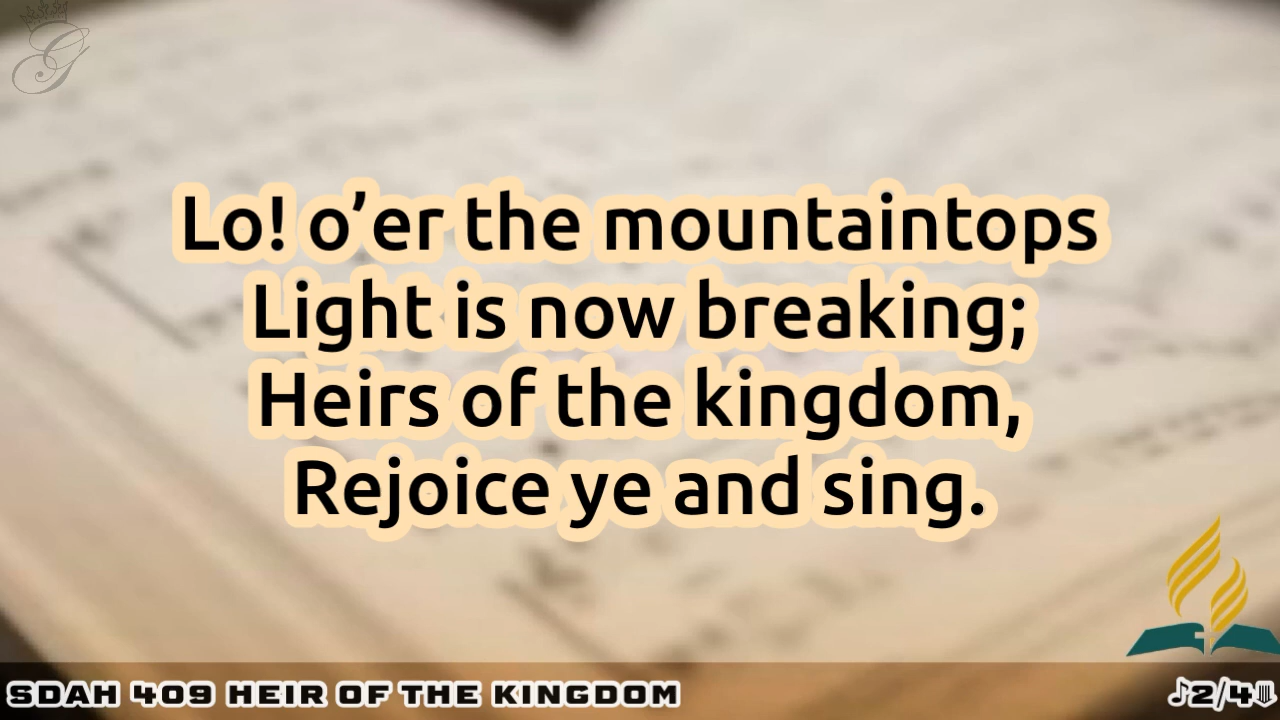 G
Lo! o’er the mountaintops
Light is now breaking;
Heirs of the kingdom,
Rejoice ye and sing.
SDAH 409 HEIR OF THE KINGDOM
♪2/4